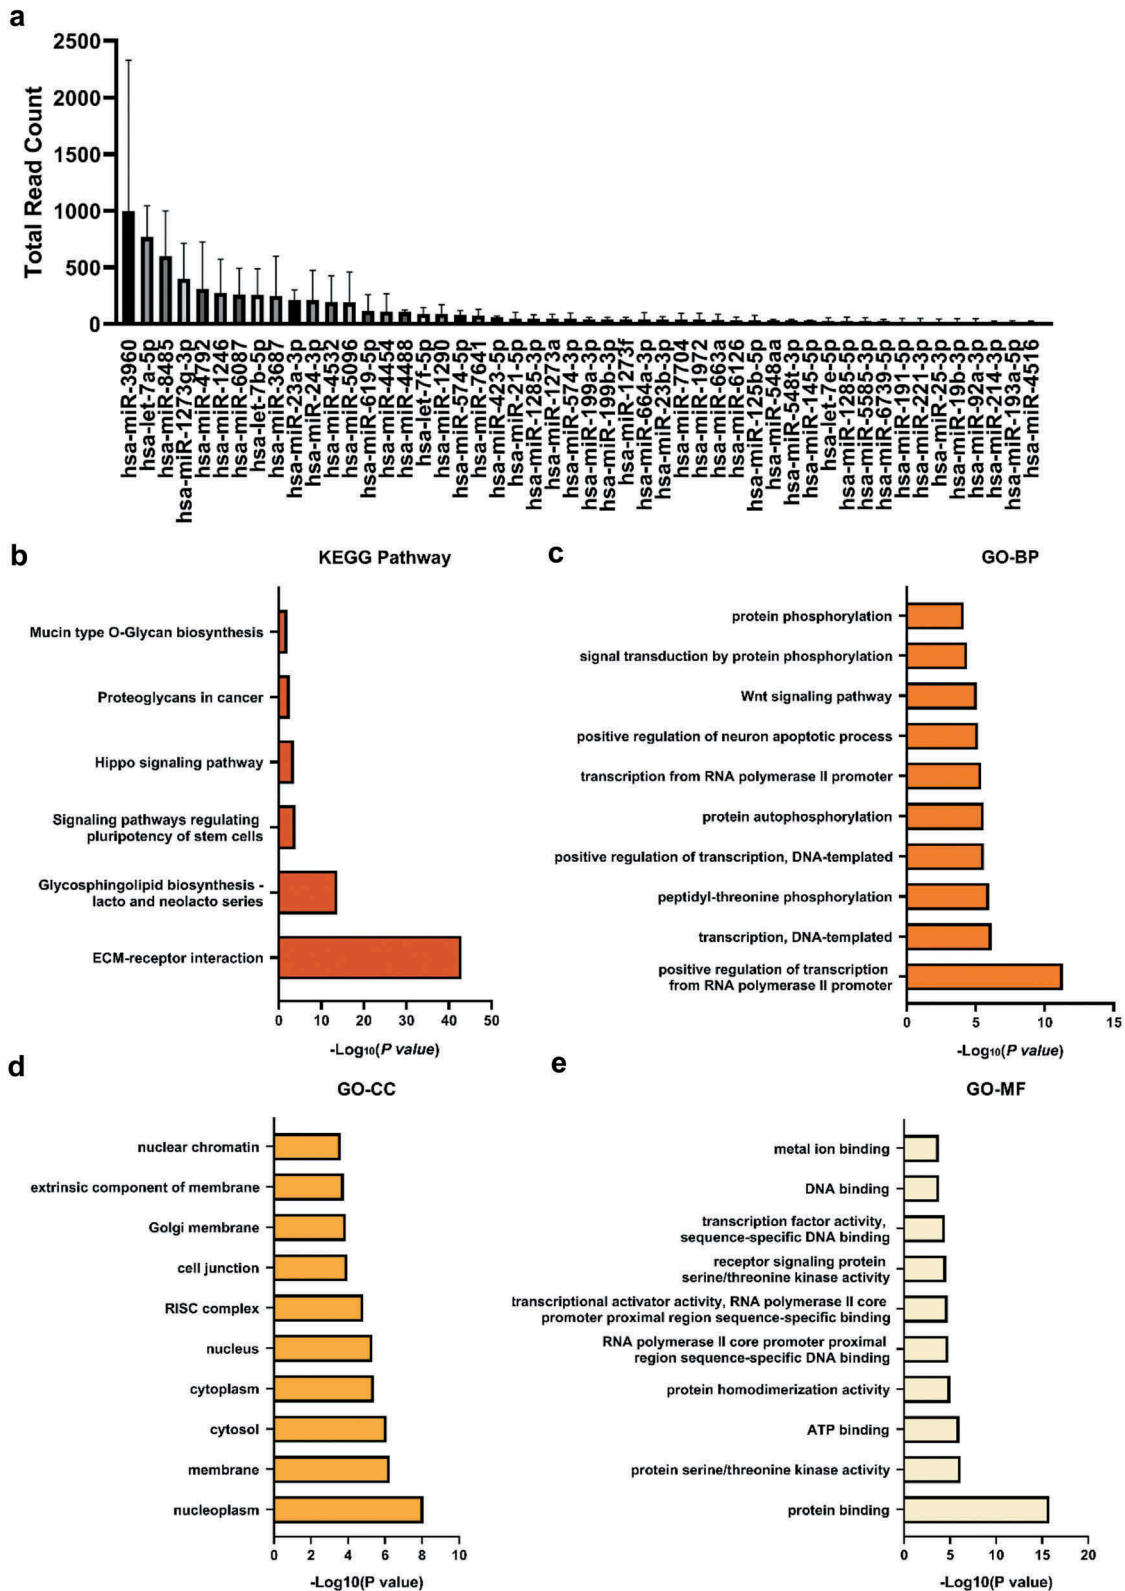 a
Total Read Count
2500
2000
1500
1000
500
0
hsa-miR-3960
hsa-let-7a-5p
hsa-miR-8485
hsa-miR-1273g-3p
hsa-miR-4792
hsa-miR-1246
hsa-miR-6087
hsa-let-7b-5p
hsa-miR-3687
hsa-miR-23a-3p
hsa-miR-24-3p
hsa-miR-4532
hsa-miR-5096
hsa-miR-619-5p
hsa-miR-4454
hsa-miR-4488
hsa-let-7f-5p
hsa-miR-1290
hsa-miR-574-5p
hsa-miR-7641
hsa-miR-423-5p
hsa-miR-21-5p
hsa-miR-1285-3p
hsa-miR-1273a
hsa-miR-574-3p
hsa-miR-199a-3p
hsa-miR-199b-3p
hsa-miR-1273f
hsa-miR-664a-3p
hsa-miR-23b-3p
hsa-miR-7704
hsa-miR-1972
hsa-miR-663a
hsa-miR-6126
hsa-miR-125b-5p
hsa-miR-548aa
hsa-miR-548t-3p
hsa-miR-145-5p
hsa-let-7e-5p
hsa-miR-1285-5p
hsa-miR-5585-3p
hsa-miR-6739-5p
hsa-miR-191-5p
hsa-miR-221-3p
hsa-miR-25-3p
hsa-miR-19b-3p
hsa-miR-92a-3p
hsa-miR-214-3p
hsa-miR-193a-5p
hsa-miR-4516
b
KEGG Pathway
Mucin type O-Glycan biosynthesis
Proteoglycans in cancer
Hippo signaling pathway
Signaling pathways regulating
pluripotency of stem cells
Glycosphingolipid biosynthesis -
lacto and neolacto series
ECM-receptor interaction
0 10 20 30 40 50
-Log10(P value)
c
GO-BP
protein phosphorylation
signal transduction by protein phosphorylation
Wnt signaling pathway
positive regulation of neuron apoptotic process
transcription from RNA polymerase II promoter
protein autophosphorylation
positive regulation of transcription, DNA-templated
peptidyl-threonine phosphorylation
transcription, DNA-templated
positive regulation of transcription
from RNA polymerase II promoter
0 5 10 15
-Log10(P value)
d
GO-CC
nuclear chromatin
extrinsic component of membrane
Golgi membrane
cell junction
RISC complex
nucleus
cytoplasm
cytosol
membrane
nucleoplasm
0 2 4 6 8 10
-Log10(P value)
e
GO-MF
metal ion binding
DNA binding
transcription factor activity,
sequence-specific DNA binding
receptor signaling protein
serine/threonine kinase activity
transcriptional activator activity, RNA polymerase II core
promoter proximal region sequence-specific binding
RNA polymerase II core promoter proximal
region sequence-specific DNA binding
protein homodimerization activity
ATP binding
protein serine/threonine kinase activity
protein binding
0 5 10 15 20
-Log10(P value)